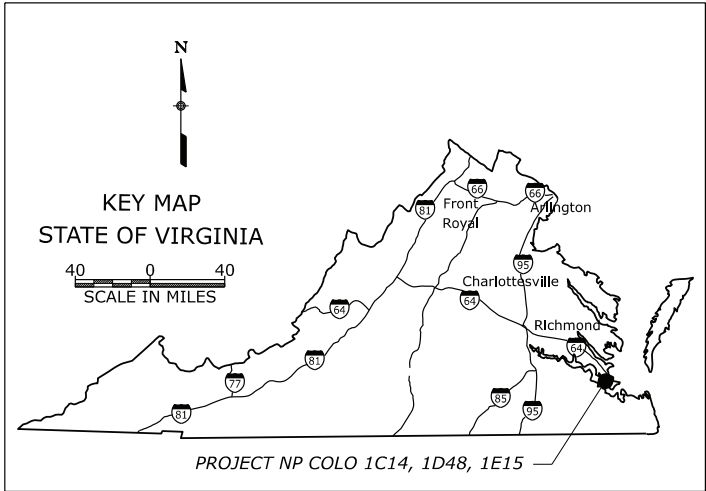 N
KEY MAP
STATE OF VIRGINIA
40 0 40
SCALE IN MILES
66
66
81
Front
Royal
Arlington
95
Charlottesville
64
64
Richmond
64
81
77
85
81
95
PROJECT NP COLO 1C14, 1D48, 1E15